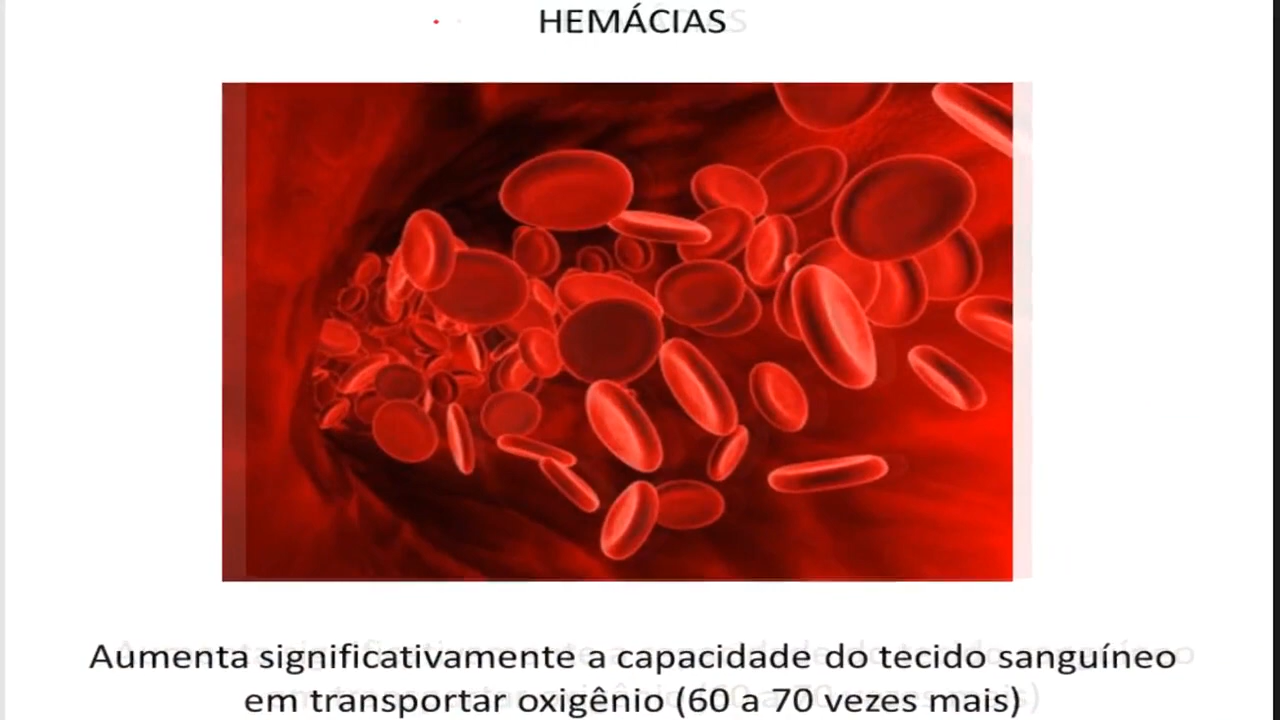 HEMÁCIAS
Aumenta significativamente a capacidade do tecido sanguíneo
em transportar oxigênio (60 a 70 vezes mais)